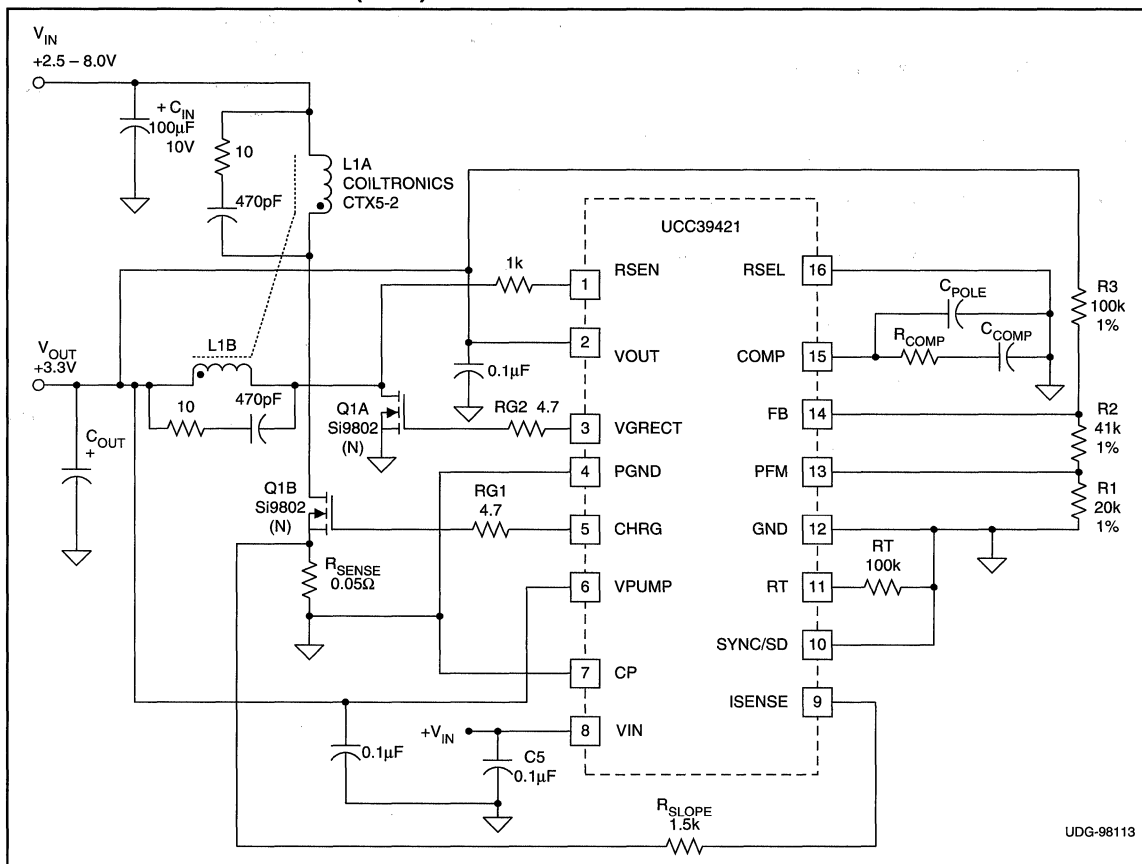 V_IN
+2.5 – 8.0V
+ C_IN
100µF
10V
10
470pF
L1A
COILTRONICS
CTX5-2
UCC39421
1k
1
RSEN
RSEL
16
R3
100k
1%
C_POLE
R_COMP
C_COMP
2
VOUT
COMP
15
V_OUT
+3.3V
L1B
0.1µF
10
470pF
C_OUT
+
Q1A
Si9802
(N)
RG2 4.7
3
VGRECT
FB
14
R2
41k
1%
4
PGND
PFM
13
Q1B
Si9802
(N)
RG1
4.7
5
CHRG
GND
12
R1
20k
1%
R_SENSE
0.05Ω
6
VPUMP
RT
11
RT
100k
SYNC/SD
10
7
CP
ISENSE
9
+V_IN
8
VIN
0.1µF
C5
0.1µF
R_SLOPE
1.5k
UDG-98113